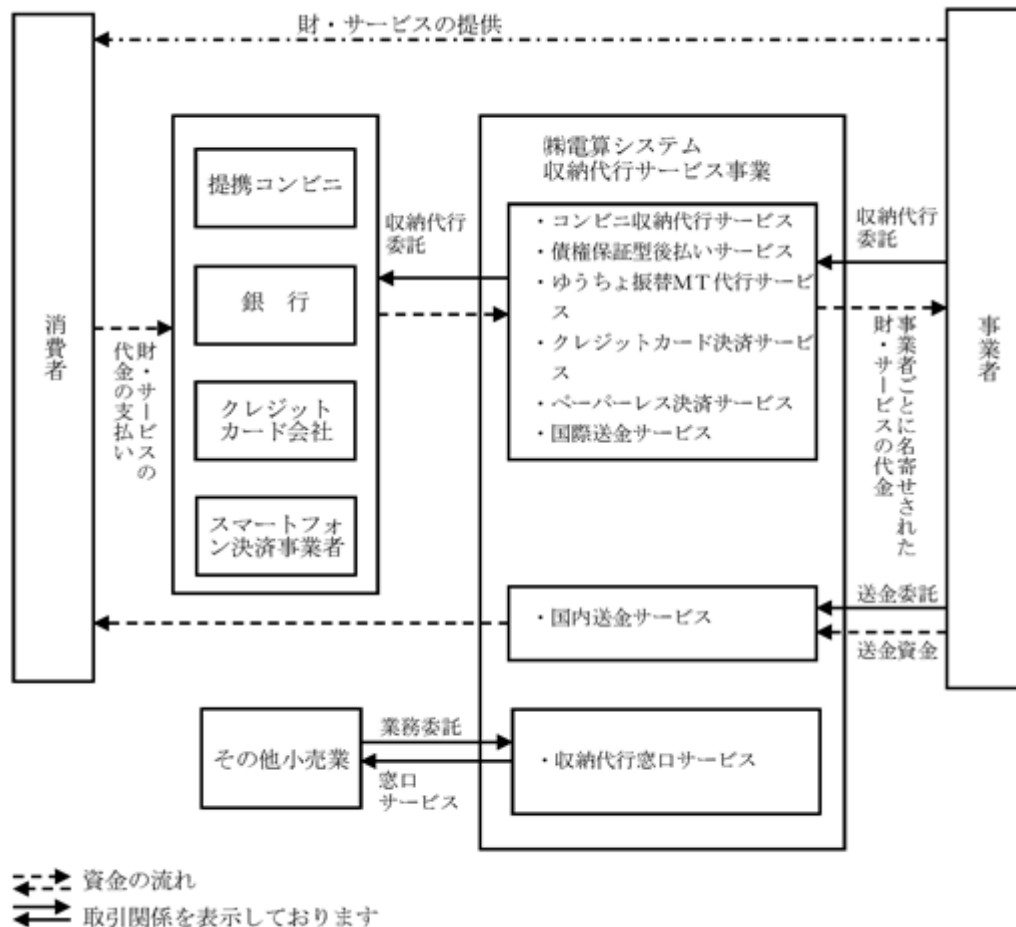 財・サービスの提供
消費者
財・サービスの
代金の支払い
提携コンビニ
銀 行
クレジット
カード会社
スマートフォ
ン決済事業者
収納代行
委託
㈱電算システム
収納代行サービス事業
・コンビニ収納代行サービス
・債権保証型後払いサービス
・ゆうちょ振替MT代行サービ
ス
・クレジットカード決済サービ
ス
・ペーパーレス決済サービス
・国際送金サービス
収納代行
委託
事業者ごとに名寄せされた
財・サービスの代金
事業者
・国内送金サービス
送金委託
送金資金
その他小売業
業務委託
窓口
サービス
・収納代行窓口サービス
資金の流れ
取引関係を表示しております